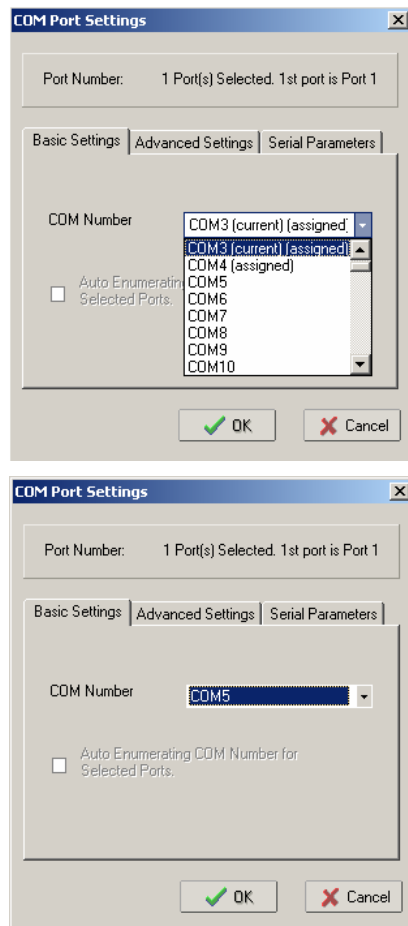 COM Port Settings
Port Number: 1 Port(s) Selected. 1st port is Port 1
Basic Settings Advanced Settings Serial Parameters
COM Number COM3 (current) (assigned)
COM3 (current) (assigned)
COM4 (assigned)
Auto Enumerating COM5
Selected Ports. COM6
COM7
COM8
COM9
COM10
OK Cancel
COM Port Settings
Port Number: 1 Port(s) Selected. 1st port is Port 1
Basic Settings Advanced Settings Serial Parameters
COM Number COM5
Auto Enumerating COM Number for
Selected Ports.
OK Cancel